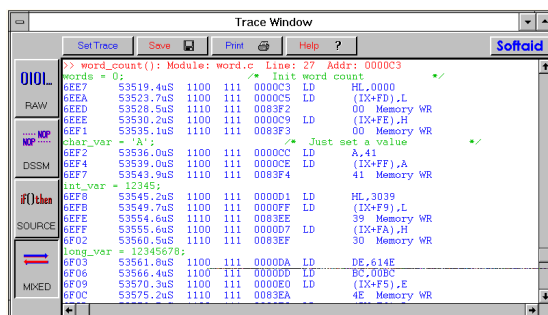 Trace Window
Set Trace Save Print Help ? Softaid
>> word_count(): Module: word.c Line: 27 Addr: 0000C3
words = 0; /* Init word count */
6EE7 53519.4uS 1100 111 0000C3 LD HL,0000
6EEA 53523.7uS 1100 111 0000C5 LD (IX+FD),L
6EED 53528.5uS 1110 111 0083F2 00 Memory WR
6EEE 53530.2uS 1100 111 0000C9 LD (IX+FE),H
6EF1 53535.1uS 1110 111 0083F3 00 Memory WR
char_var = 'A'; /* Just set a value */
6EF2 53536.0uS 1100 111 0000CC LD A,41
6EF4 53539.0uS 1100 111 0000CE LD (IX+FF),A
6EF7 53543.9uS 1110 111 0083F4 41 Memory WR
int_var = 12345;
6EF8 53545.2uS 1100 111 0000D1 LD HL,3039
6EFB 53549.7uS 1100 111 0000FF LD (IX+F9),L
6EFE 53554.6uS 1110 111 0083EE 39 Memory WR
6EFF 53555.6uS 1100 111 0000D7 LD (IX+FA),H
6F02 53560.5uS 1110 111 0083EF 30 Memory WR
long_var = 12345678;
6F03 53561.8uS 1100 111 0000DA LD DE,614E
6F06 53566.4uS 1100 111 0000DD LD BC,00BC
6F09 53570.3uS 1100 111 0000E0 LD (IX+F5),E
6F0C 53575.2uS 1110 111 0083EA 4E Memory WR
0101...
RAW
NOP
NOP
DSSM
if()then
SOURCE
MIXED